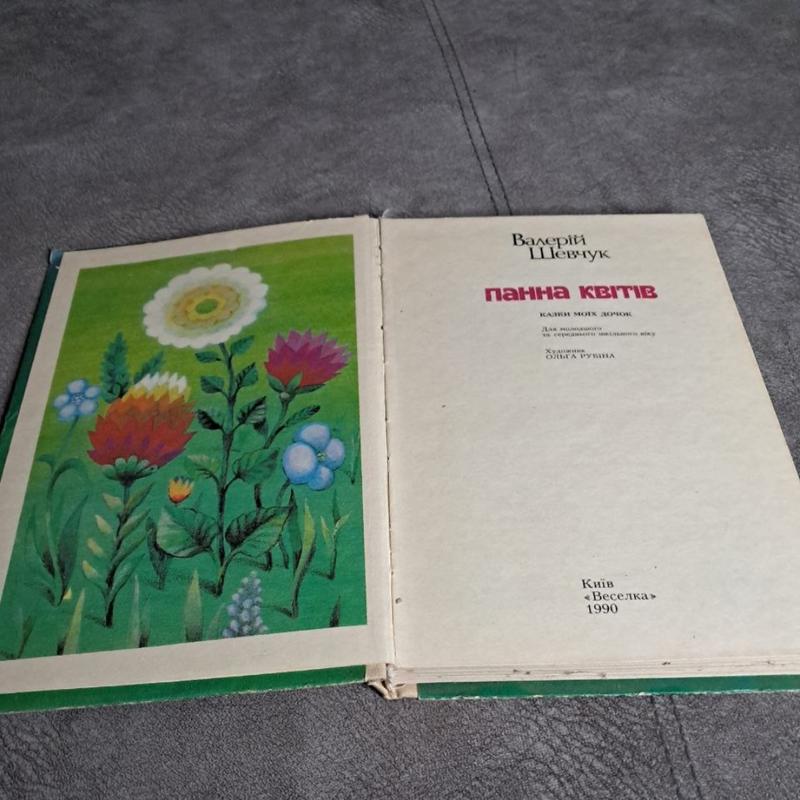 Валерій
Шевчук
ПАННА КВІТІВ
КАЗКИ МОЇХ ДОЧОК
Для молодшого
та середнього шкільного віку
Художник
ОЛЬГА РУБІНА
Київ
«Веселка»
1990